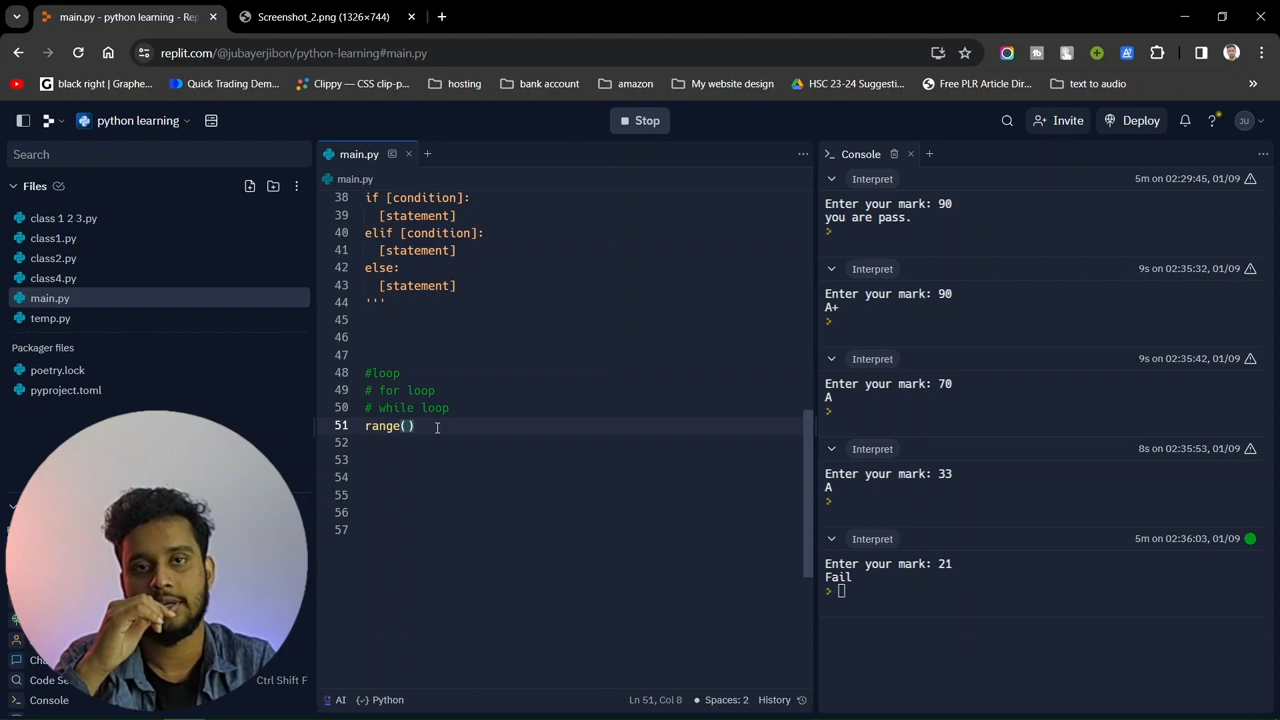 main.py - python learning - Rep
Screenshot_2.png (1326×744)
replit.com/@jubayerjibon/python-learning#main.py
black right | Graphe...
Quick Trading Dem...
Clippy — CSS clip-p...
hosting
bank account
amazon
My website design
HSC 23-24 Suggesti...
Free PLR Article Dir...
text to audio
python learning
Stop
Invite
Deploy
JU
Search
Files
class 1 2 3.py
class1.py
class2.py
class4.py
main.py
temp.py
Packager files
poetry.lock
pyproject.toml
Cha
Code Se
Ctrl Shift F
Console
main.py
main.py
38 if [condition]:
39 [statement]
40 elif [condition]:
41 [statement]
42 else:
43 [statement]
44 '''
45
46
47
48 #loop
49 # for loop
50 # while loop
51 range()
52
53
54
55
56
57
AI
Python
Ln 51, Col 8
Spaces: 2
History
Console
Interpret
5m on 02:29:45, 01/09
Enter your mark: 90
you are pass.
Interpret
9s on 02:35:32, 01/09
Enter your mark: 90
A+
Interpret
9s on 02:35:42, 01/09
Enter your mark: 70
A
Interpret
8s on 02:35:53, 01/09
Enter your mark: 33
A
Interpret
5m on 02:36:03, 01/09
Enter your mark: 21
Fail